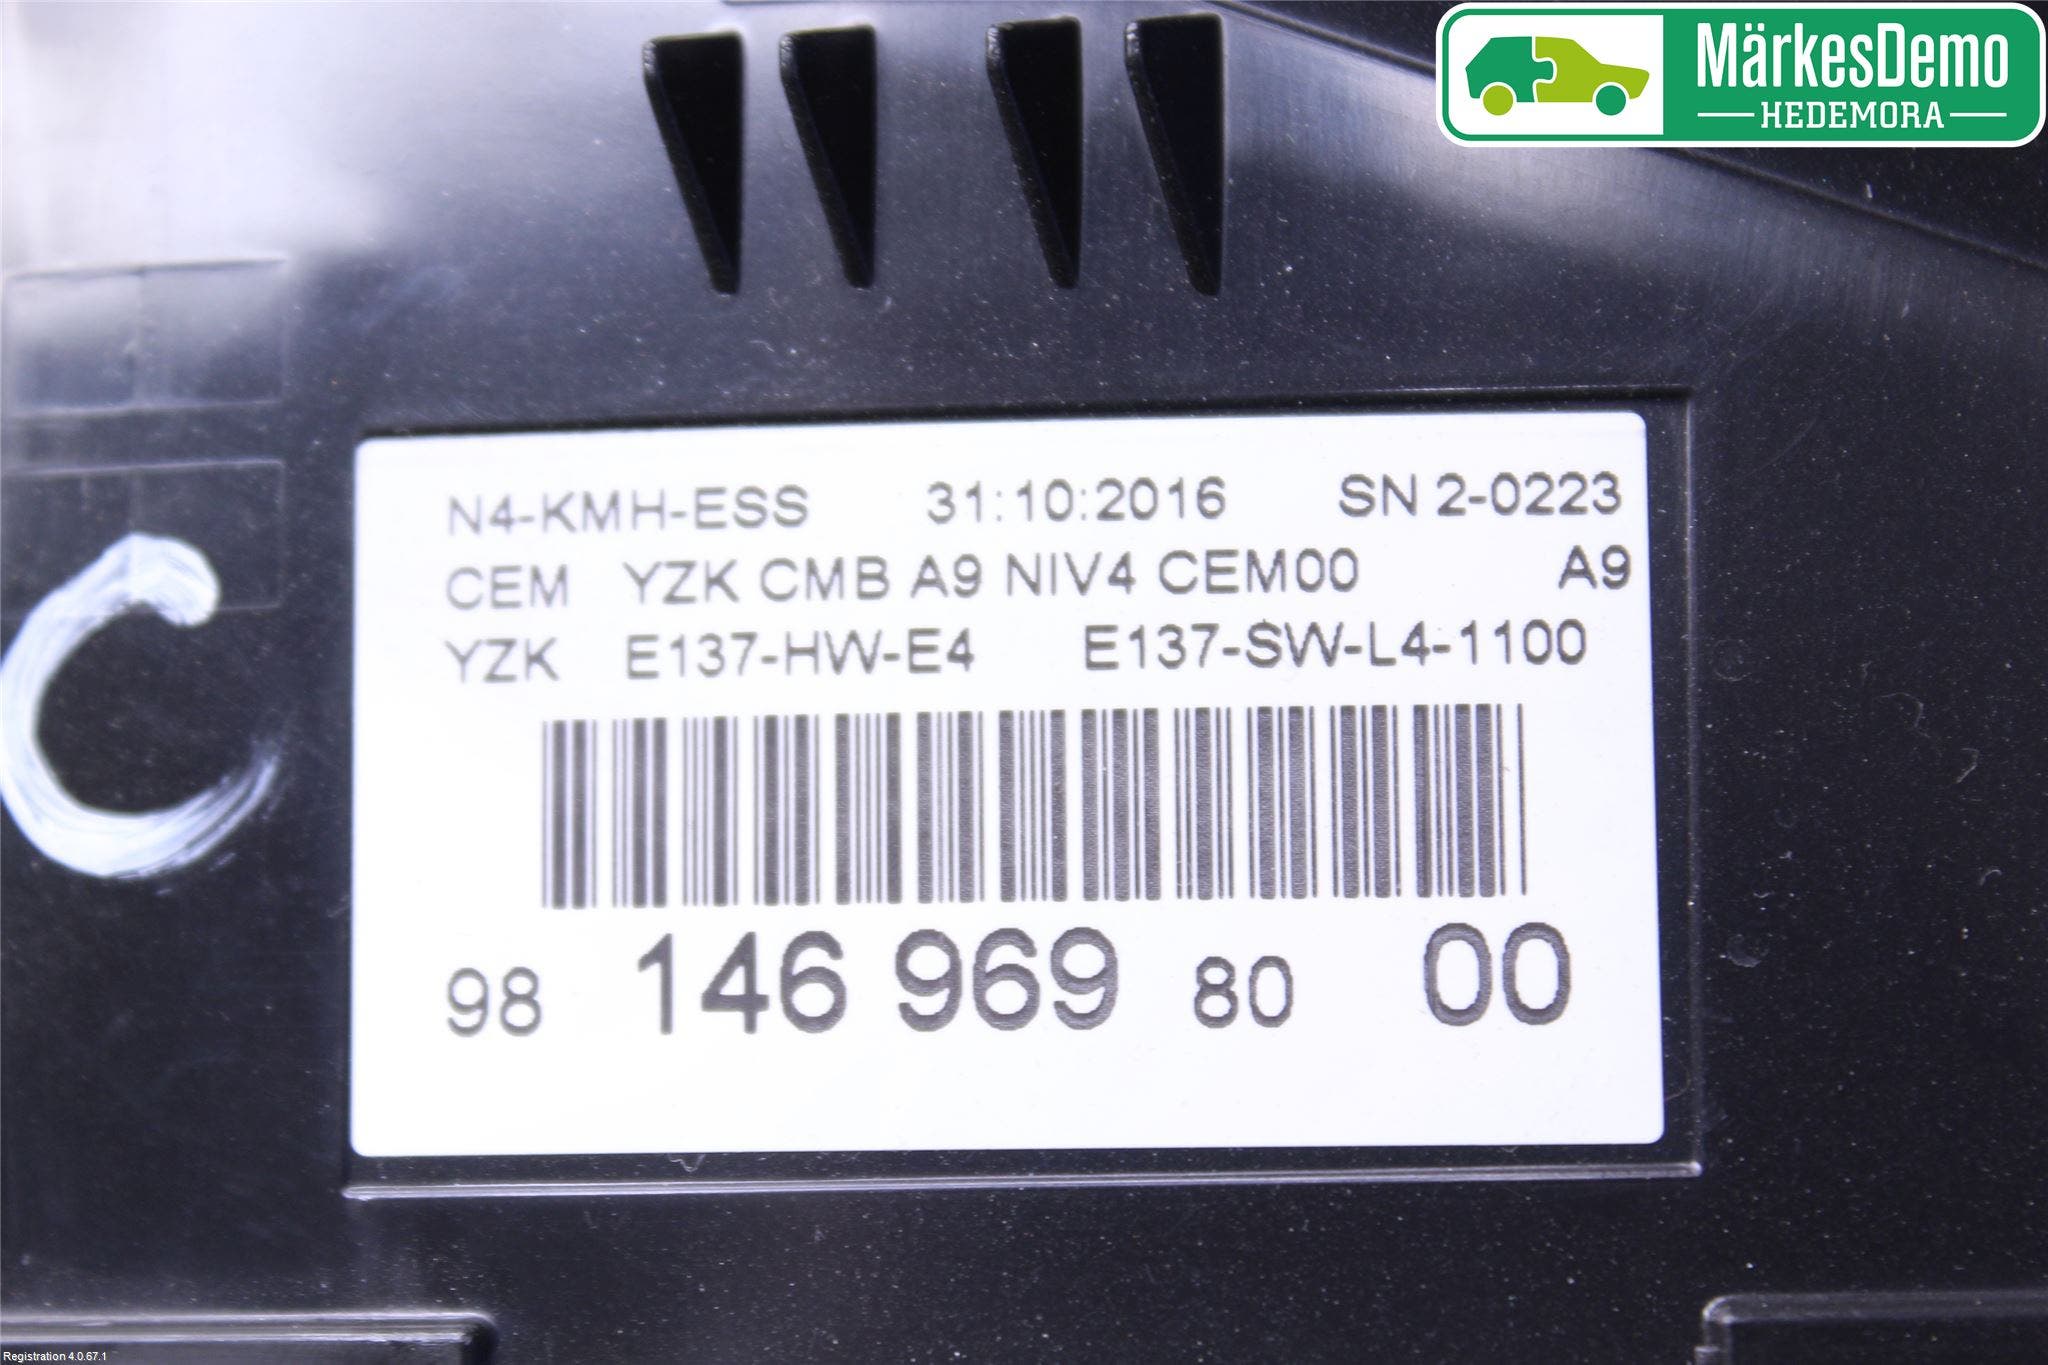 MärkesDemo
HEDEMORA
N4-KMH-ESS 31:10:2016 SN 2-0223
CEM YZK CMB A9 NIV4 CEM00 A9
YZK E137-HW-E4 E137-SW-L4-1100
98 146 969 80 00
C
Registration 4.0.67.1